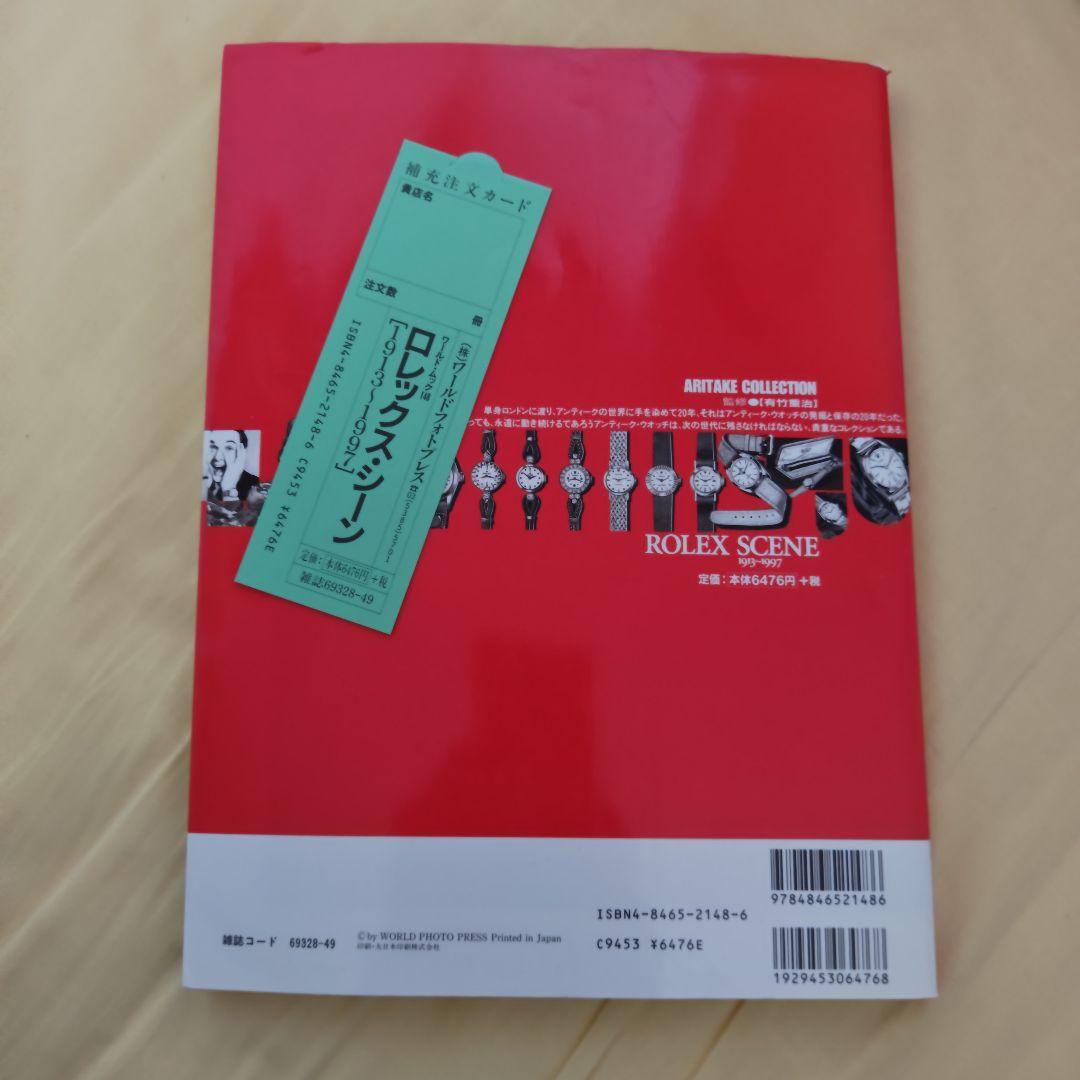 補充注文カード
貴店名
注文数
冊
(株)ワールドフォトプレス
ロレックス・シーン
[1913〜1997]
ISBN4-8465-2148-6 C9453 ¥6476E
定価:本体6476円+税
雑誌69328-49
ARITAKE COLLECTION
監修●[有竹重治]
単身ロンドンに渡り、アンティークの世界に手を染めて20年、それはアンティーク・ウオッチの発掘と保存の20年だった。
っても、永遠に動き続けるであろうアンティーク・ウオッチは、次の世代に残さなければならない、貴重なコレクションである。
ROLEX SCENE
1913~1997
定価:本体6476円+税
9784846521486
ISBN4-8465-2148-6
C9453 ¥6476E
1929453064768
雑誌コード 69328-49
©by WORLD PHOTO PRESS Printed in Japan
印刷・大日本印刷株式会社